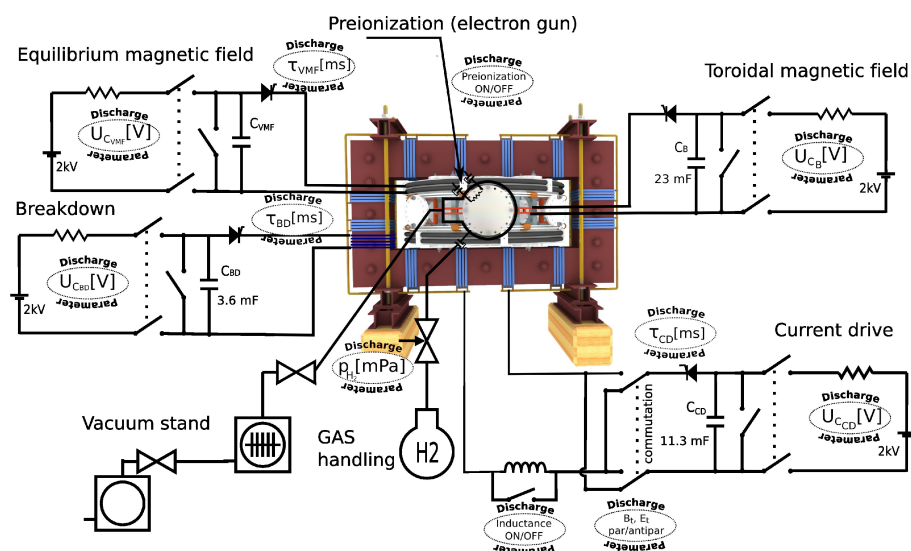 Preionization (electron gun)
Equilibrium magnetic field
Discharge
τVMF[ms]
Parameter
Discharge
Preionization
ON/OFF
Parameter
Toroidal magnetic field
Discharge
UCVMF[V]
Parameter
2kV
CVMF
CB
23 mF
Discharge
UCB[V]
Parameter
2kV
Breakdown
Discharge
τBD[ms]
Parameter
Discharge
UCBD[V]
Parameter
2kV
CBD
3.6 mF
Discharge
pH2[mPa]
Parameter
Discharge
τCD[ms]
Parameter
Current drive
commutation
CCD
11.3 mF
Discharge
UCCD[V]
Parameter
2kV
Vacuum stand
GAS
handling
H2
Discharge
Inductance
ON/OFF
Parameter
Discharge
Bt, Et
par/antipar
Parameter